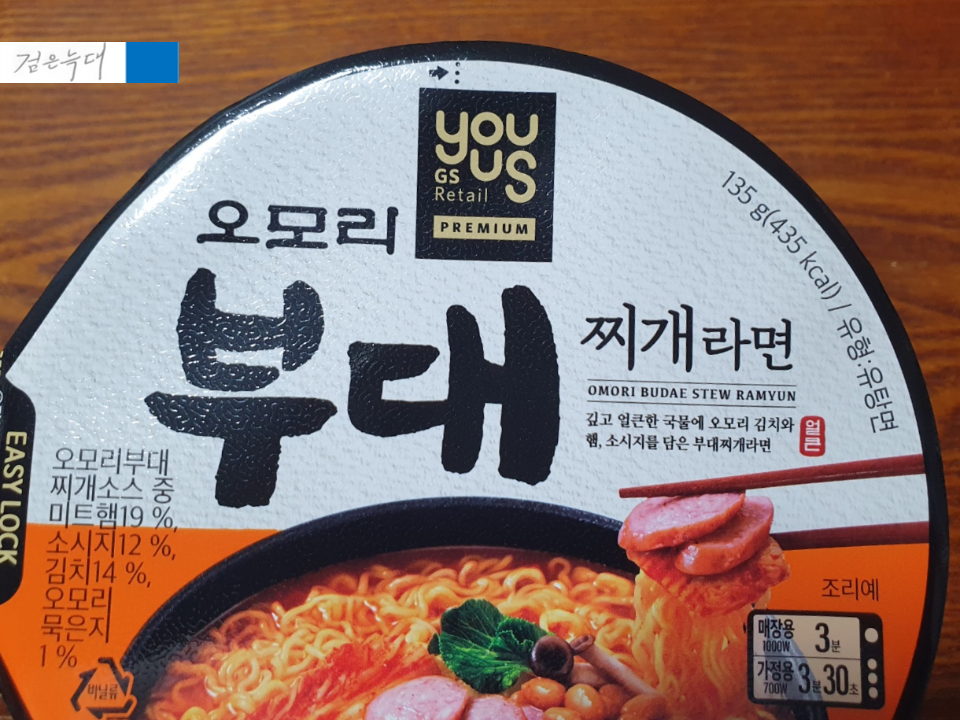 검은늑대
you
us
GS
Retail
PREMIUM
135 g(435 kcal) / 유형:유탕면
오모리
부대
찌개라면
OMORI BUDAE STEW RAMYUN
깊고 얼큰한 국물에 오모리 김치와
햄, 소시지를 담은 부대찌개라면
얼큰
EASY LOCK
오모리부대
찌개소스 중
미트햄19 %,
소시지12 %,
김치14 %,
오모리
묵은지
1 %
비닐류
조리예
매장용 1000W 3분
가정용 700W 3분30초